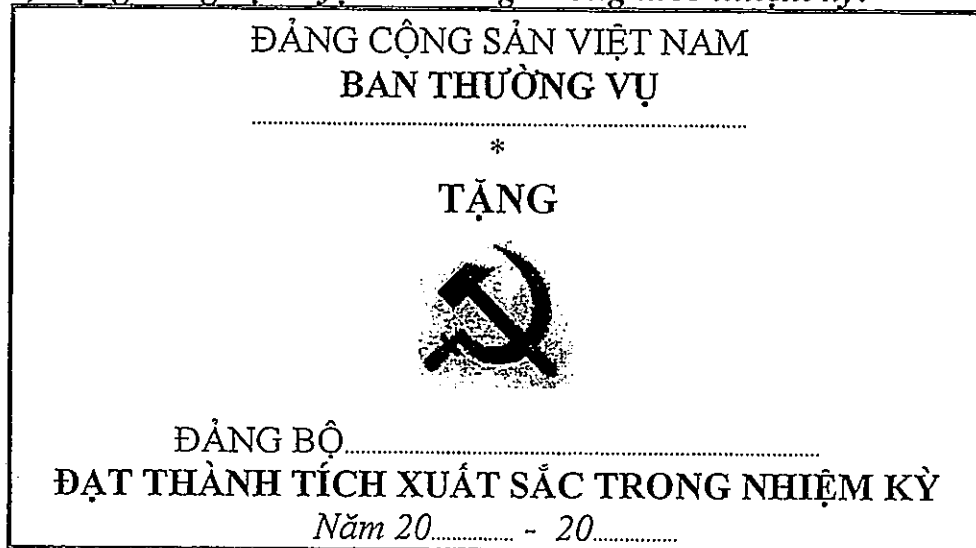 ĐẢNG CỘNG SẢN VIỆT NAM
BAN THƯỜNG VỤ
................................................................
*
TẶNG
ĐẢNG BỘ................................................................
ĐẠT THÀNH TÍCH XUẤT SẮC TRONG NHIỆM KỲ
Năm 20............ - 20............